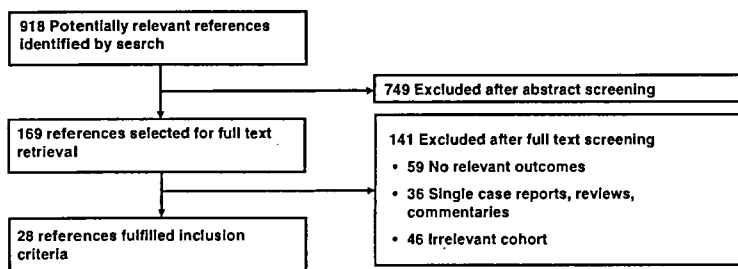 918 Potentially relevant references
identified by sesrch
749 Excluded after abstract screening
169 references selected for full text
retrieval
141 Excluded after full text screening
• 59 No relevant outcomes
• 36 Single case reports, reviews,
commentaries
• 46 Irrelevant cohort
28 references fulfilled inclusion
criteria